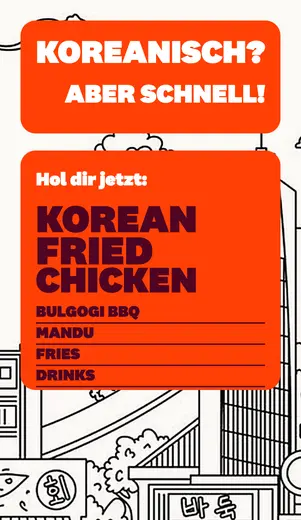 KOREANISCH?
ABER SCHNELL!
Hol dir jetzt:
KOREAN
FRIED
CHICKEN
BULGOGI BBQ
MANDU
FRIES
DRINKS
회
바둑